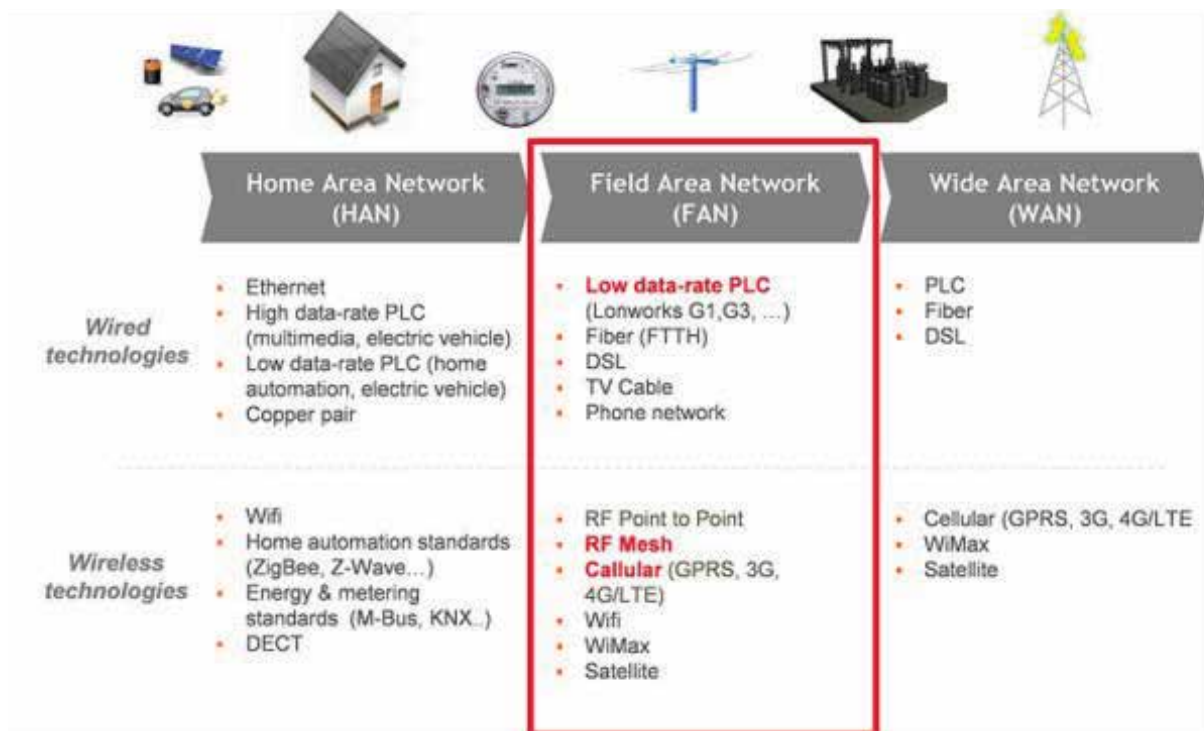 Home Area Network
(HAN)
Field Area Network
(FAN)
Wide Area Network
(WAN)
Wired
technologies
• Ethernet
• High data-rate PLC
(multimedia, electric vehicle)
• Low data-rate PLC (home
automation, electric vehicle)
• Copper pair
• Low data-rate PLC
(Lonworks G1,G3, ...)
• Fiber (FTTH)
• DSL
• TV Cable
• Phone network
• PLC
• Fiber
• DSL
Wireless
technologies
• Wifi
• Home automation standards
(ZigBee, Z-Wave...)
• Energy & metering
standards (M-Bus, KNX..)
• DECT
• RF Point to Point
• RF Mesh
• Callular (GPRS, 3G,
4G/LTE)
• Wifi
• WiMax
• Satellite
• Cellular (GPRS, 3G, 4G/LTE
• WiMax
• Satellite